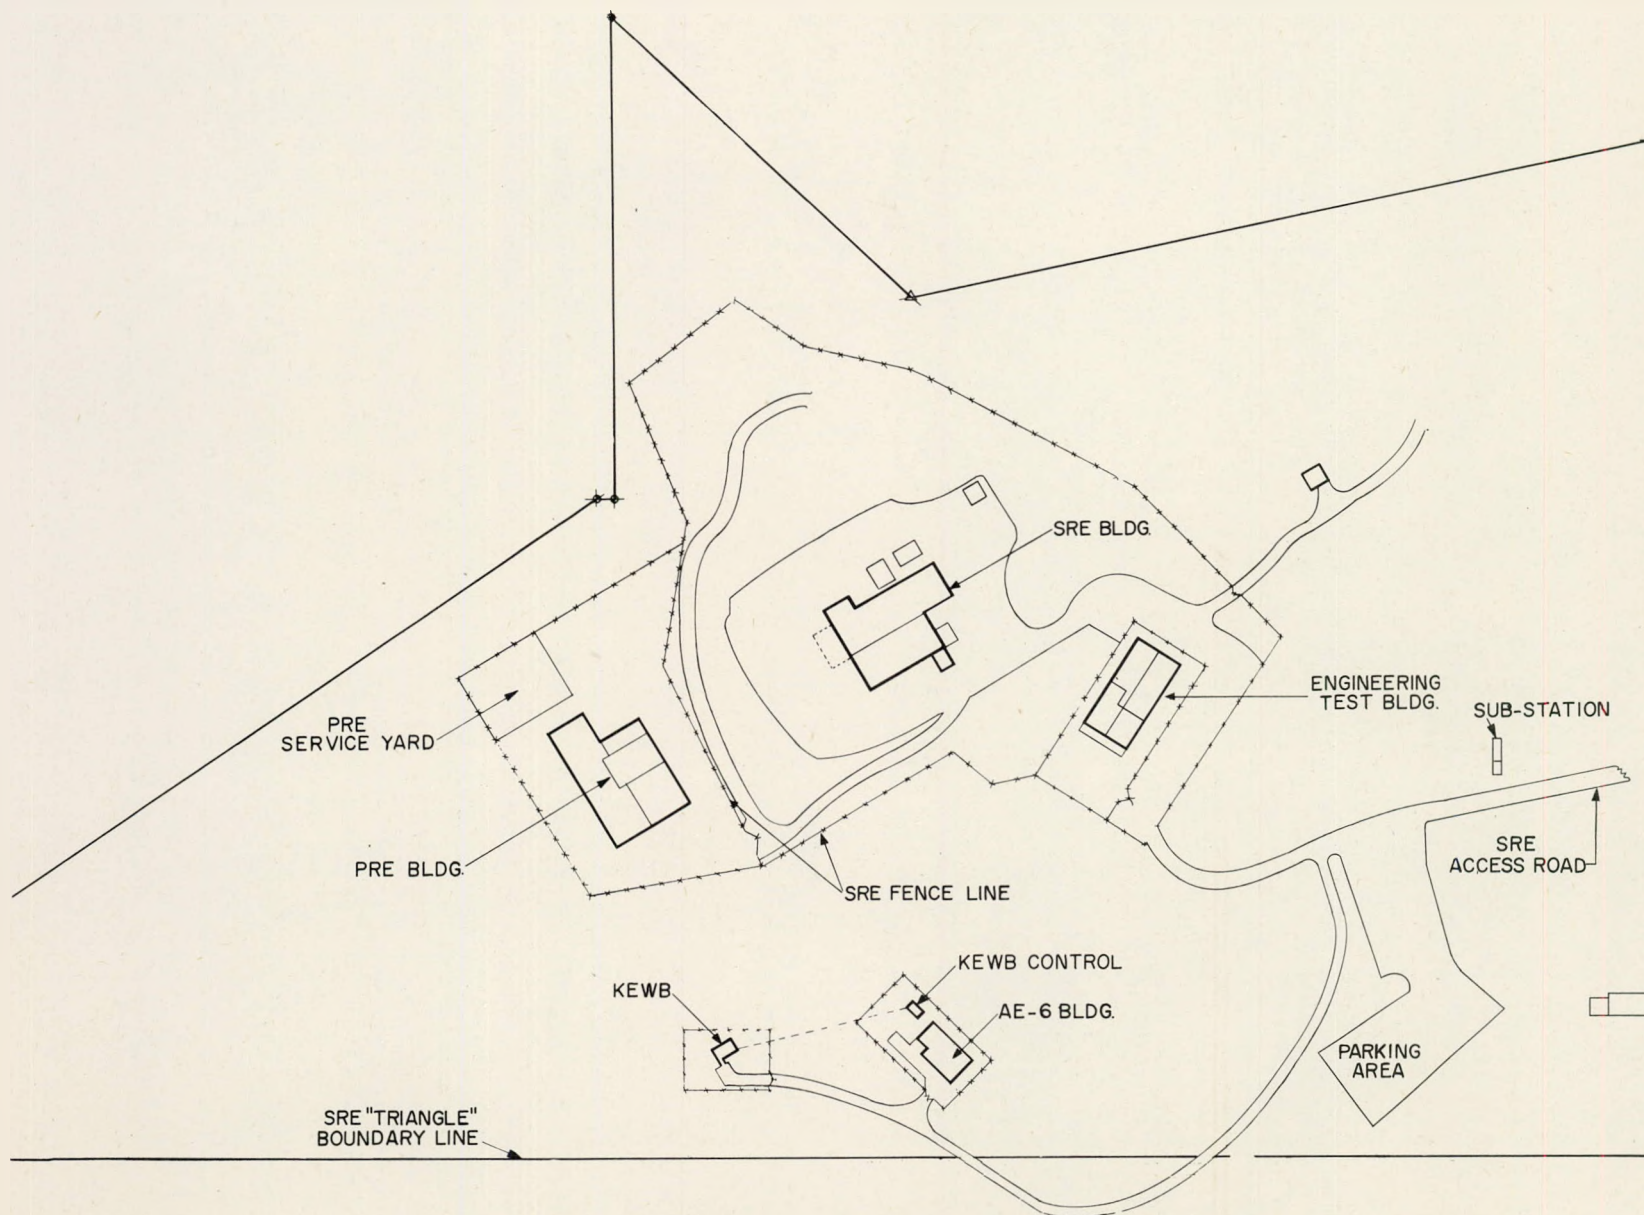 SRE BLDG.
ENGINEERING
TEST BLDG.
SUB-STATION
PRE
SERVICE YARD
PRE BLDG.
SRE
ACCESS ROAD
SRE FENCE LINE
KEWB CONTROL
KEWB
AE-6 BLDG.
PARKING
AREA
SRE "TRIANGLE"
BOUNDARY LINE